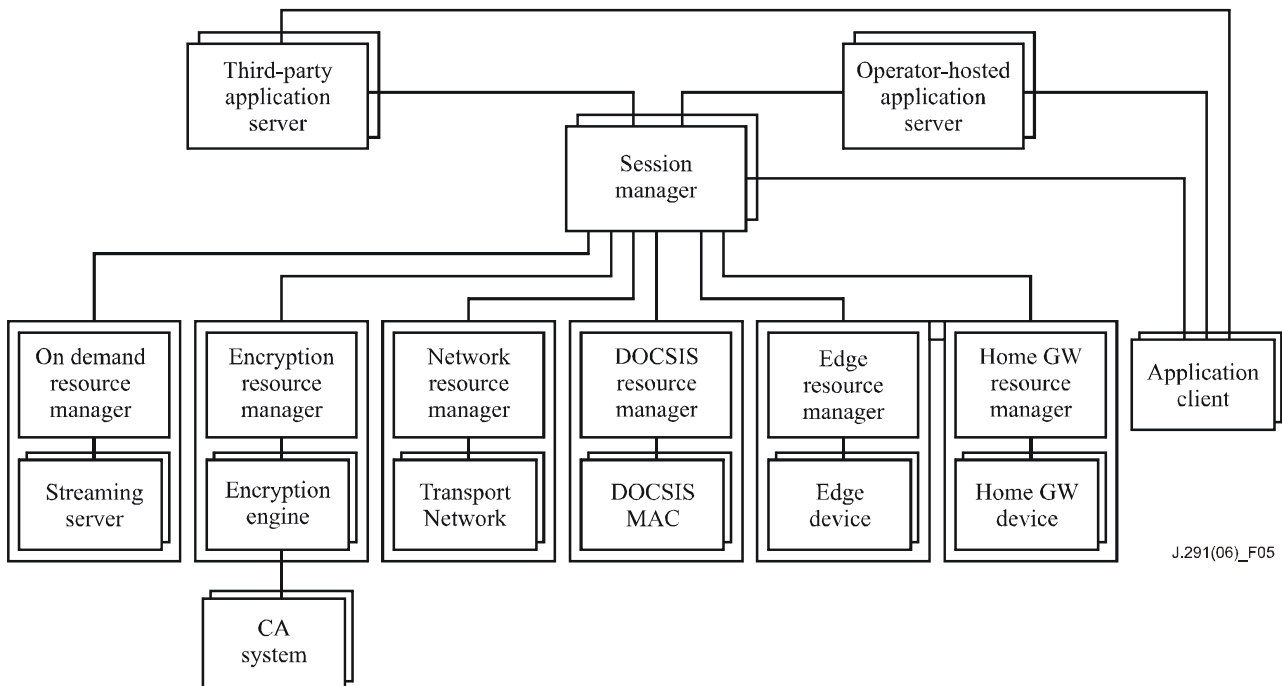 Third-party
application
server
Operator-hosted
application
server
Session
manager
On demand
resource
manager
Encryption
resource
manager
Network
resource
manager
DOCSIS
resource
manager
Edge
resource
manager
Home GW
resource
manager
Application
client
Streaming
server
Encryption
engine
Transport
Network
DOCSIS
MAC
Edge
device
Home GW
device
J.291(06)_F05
CA
system